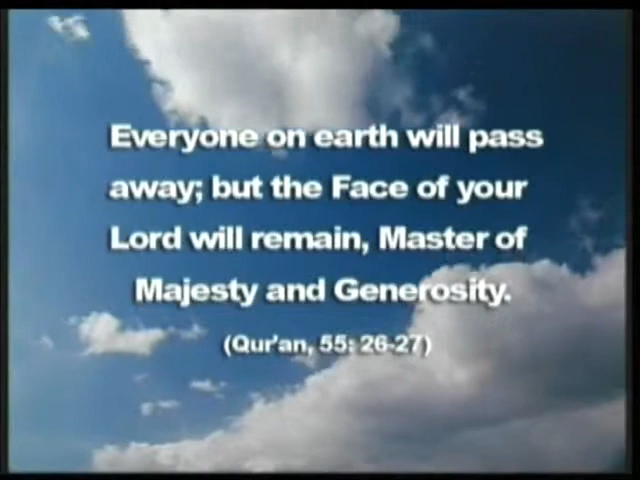 Everyone on earth will pass
away; but the Face of your
Lord will remain, Master of
Majesty and Generosity.
(Qur'an, 55: 26-27)